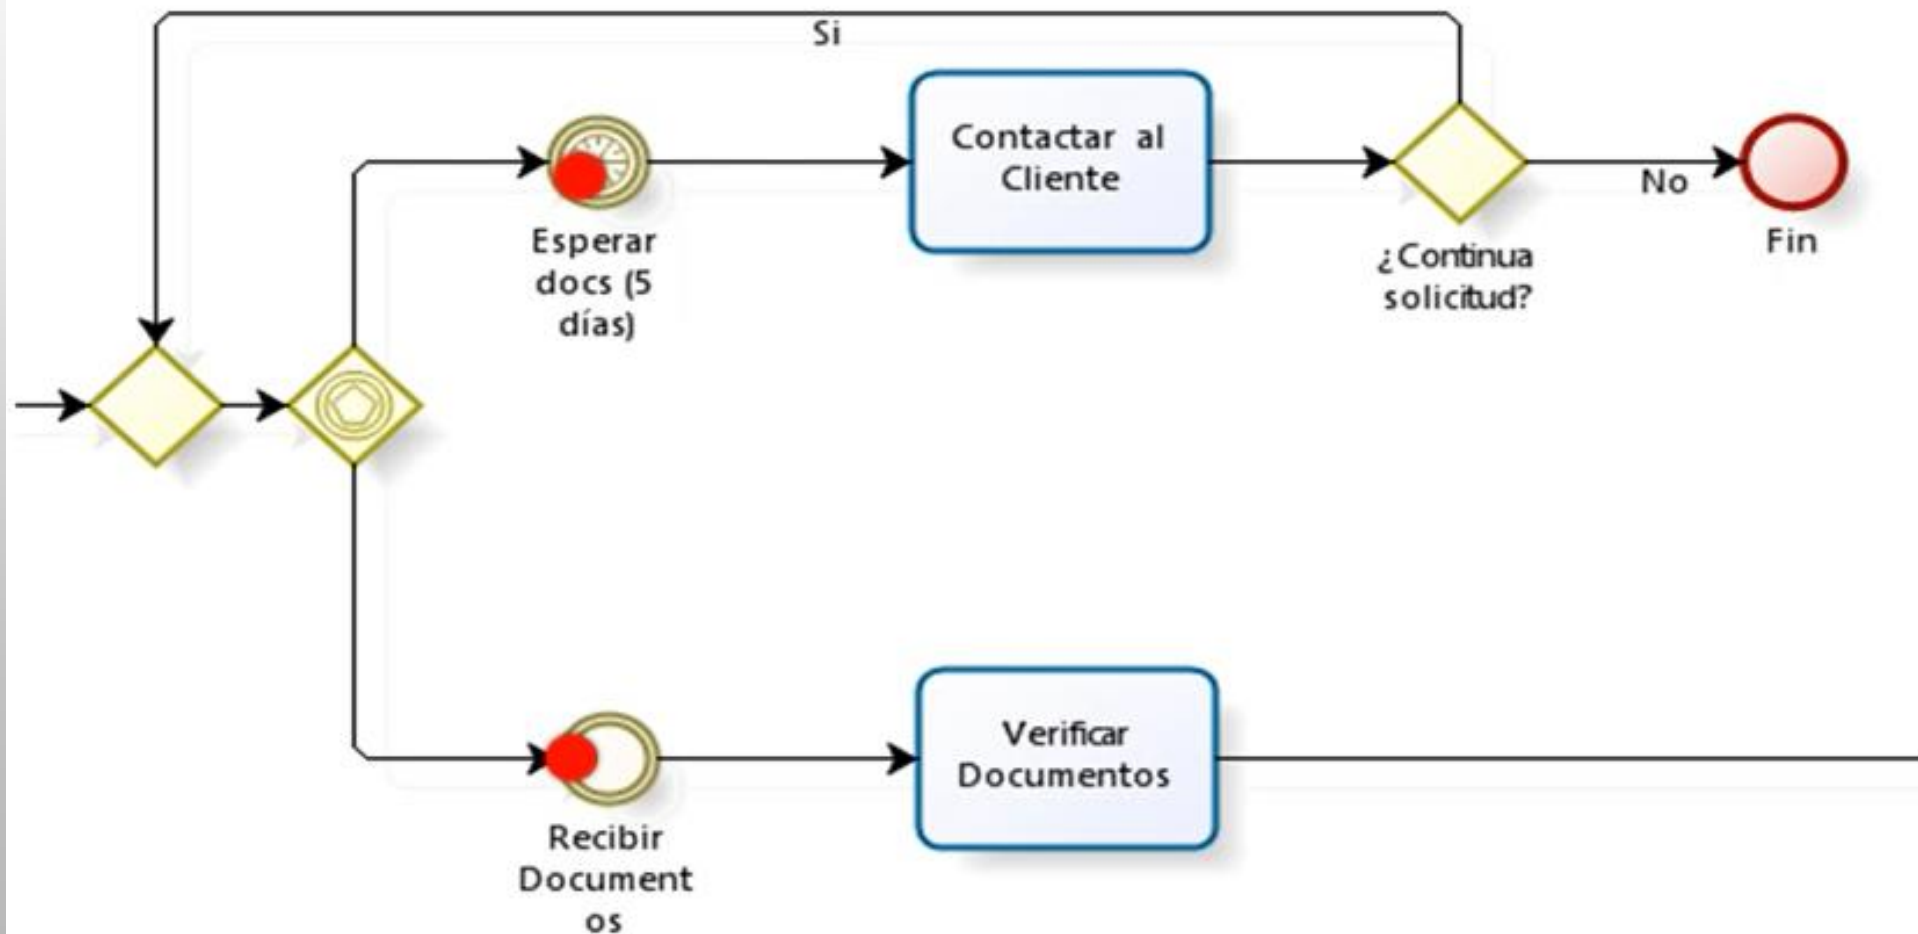 Si
Contactar al
Cliente
Esperar
docs (5
días)
¿Continua
solicitud?
No
Fin
Recibir
Document
os
Verificar
Documentos